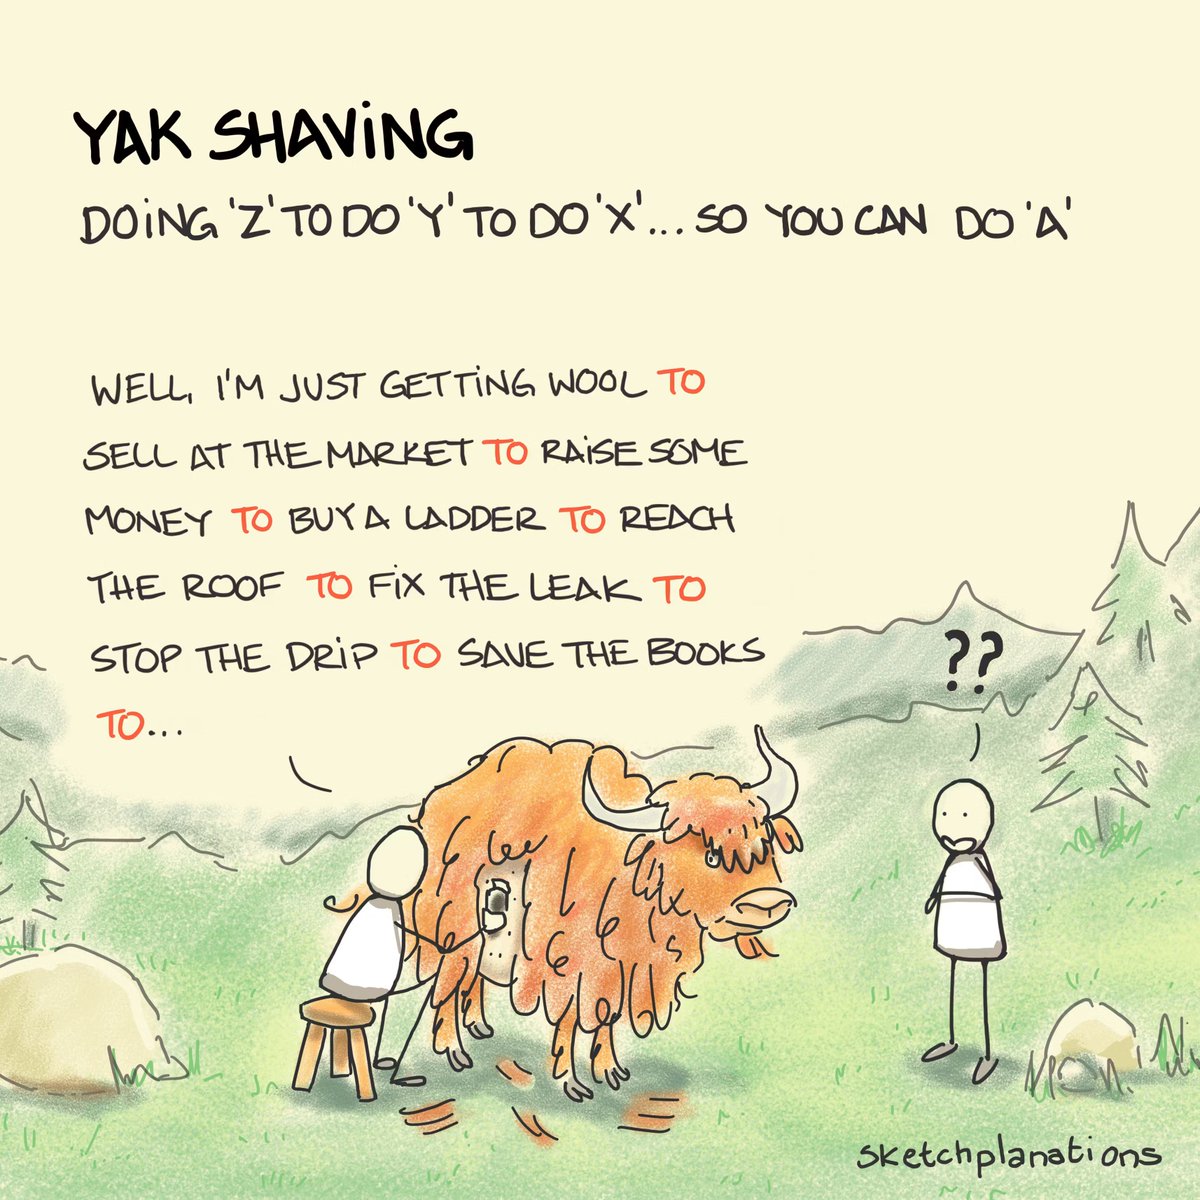 YAK SHAVING
DOING 'Z' TO DO 'Y' TO DO 'X'... SO YOU CAN DO 'A'
WELL, I'M JUST GETTING WOOL TO
SELL AT THE MARKET TO RAISE SOME
MONEY TO BUY A LADDER TO REACH
THE ROOF TO FIX THE LEAK TO
STOP THE DRIP TO SAVE THE BOOKS
TO...
??
sketchplanations